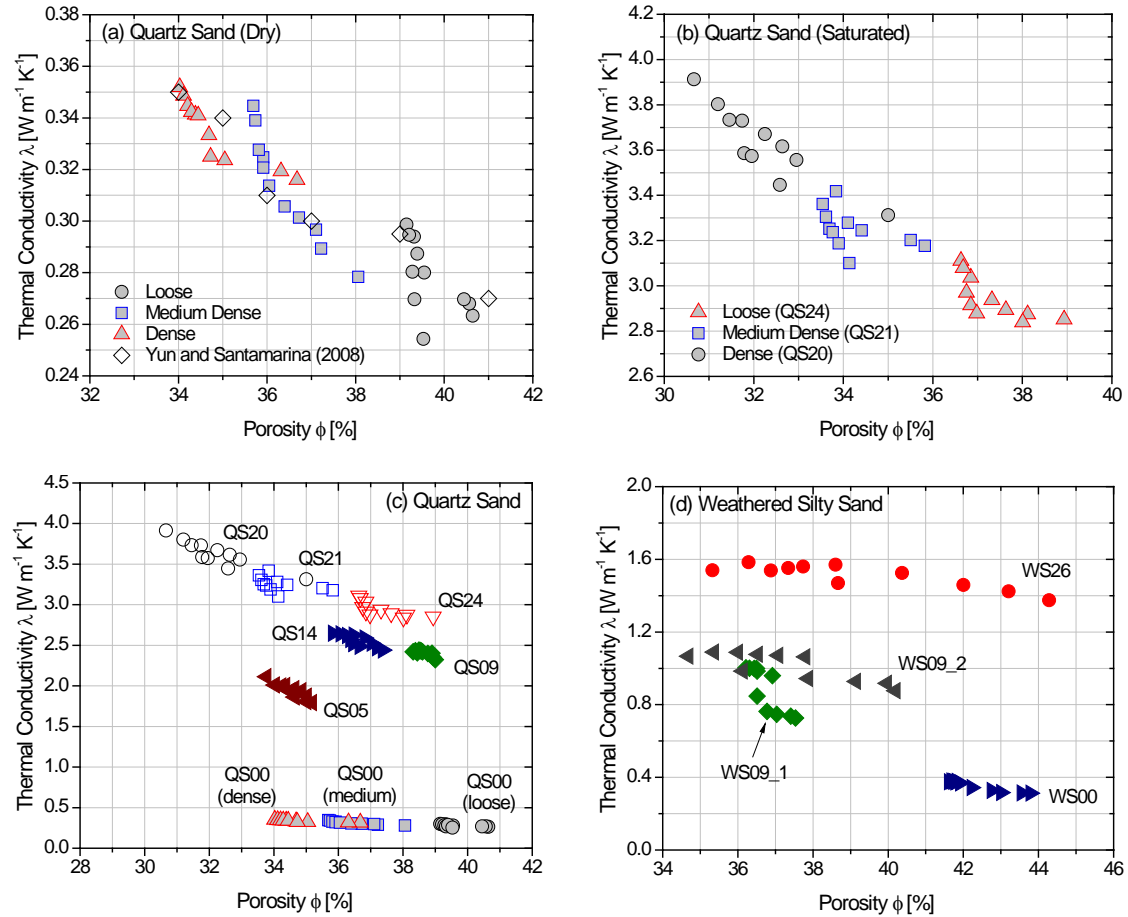 (a) Quartz Sand (Dry)
Thermal Conductivity λ [W m⁻¹ K⁻¹]
0.38
0.36
0.34
0.32
0.30
0.28
0.26
0.24
Loose
Medium Dense
Dense
Yun and Santamarina (2008)
32 34 36 38 40 42
Porosity ϕ [%]
(b) Quartz Sand (Saturated)
Thermal Conductivity λ [W m⁻¹ K⁻¹]
4.2
4.0
3.8
3.6
3.4
3.2
3.0
2.8
2.6
Loose (QS24)
Medium Dense (QS21)
Dense (QS20)
30 32 34 36 38 40
Porosity ϕ [%]
(c) Quartz Sand
Thermal Conductivity λ [W m⁻¹ K⁻¹]
4.5
4.0
3.5
3.0
2.5
2.0
1.5
1.0
0.5
0.0
QS20
QS21
QS24
QS14
QS09
QS05
QS00
(dense)
QS00
(medium)
QS00
(loose)
30 32 34 36 38 40 42
Porosity ϕ [%]
(d) Weathered Silty Sand
Thermal Conductivity λ [W m⁻¹ K⁻¹]
2.0
1.6
1.2
0.8
0.4
0.0
WS26
WS09_2
WS09_1
WS00
34 36 38 40 42 44 46
Porosity ϕ [%]